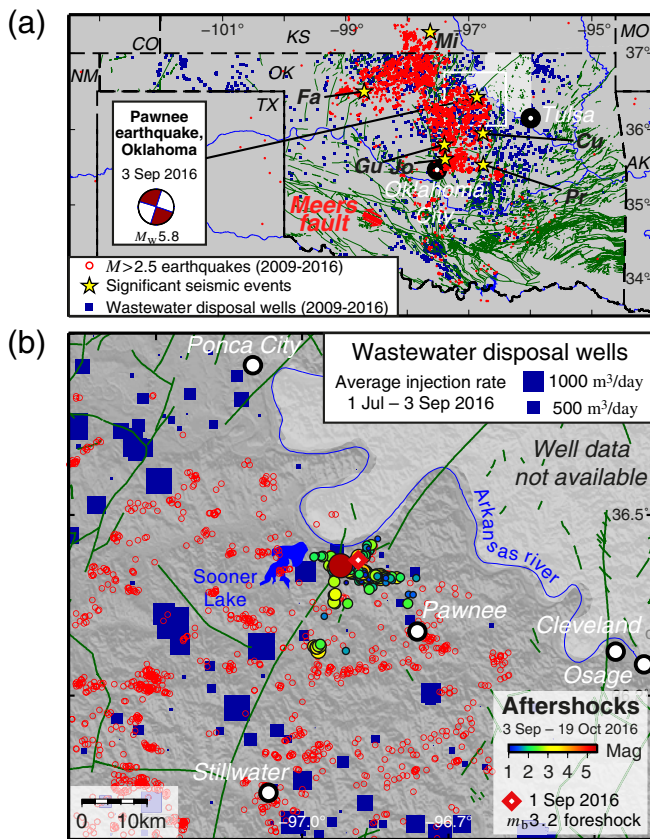 (a)
−99° −97° −95°
CO KS Mi MO
37°
NM OK
TX Fa Tulsa
36°
Pawnee
earthquake,
Oklahoma
3 Sep 2016
Mw5.8
Cu
Gu Jo AK
Oklahoma
City
Pr
35°
Meers
fault
34°
M>2.5 earthquakes (2009-2016)
Significant seismic events
Wastewater disposal wells (2009-2016)
(b)
Ponca City
Wastewater disposal wells
Average injection rate
1 Jul – 3 Sep 2016
1000 m³/day
500 m³/day
Well data
not available
36.5°
Arkansas river
Sooner
Lake
Pawnee
Cleveland
Osage
Aftershocks
3 Sep – 19 Oct 2016
Mag
1 2 3 4 5
1 Sep 2016
mb3.2 foreshock
Stillwater
0 10km
−97.0° −96.7°